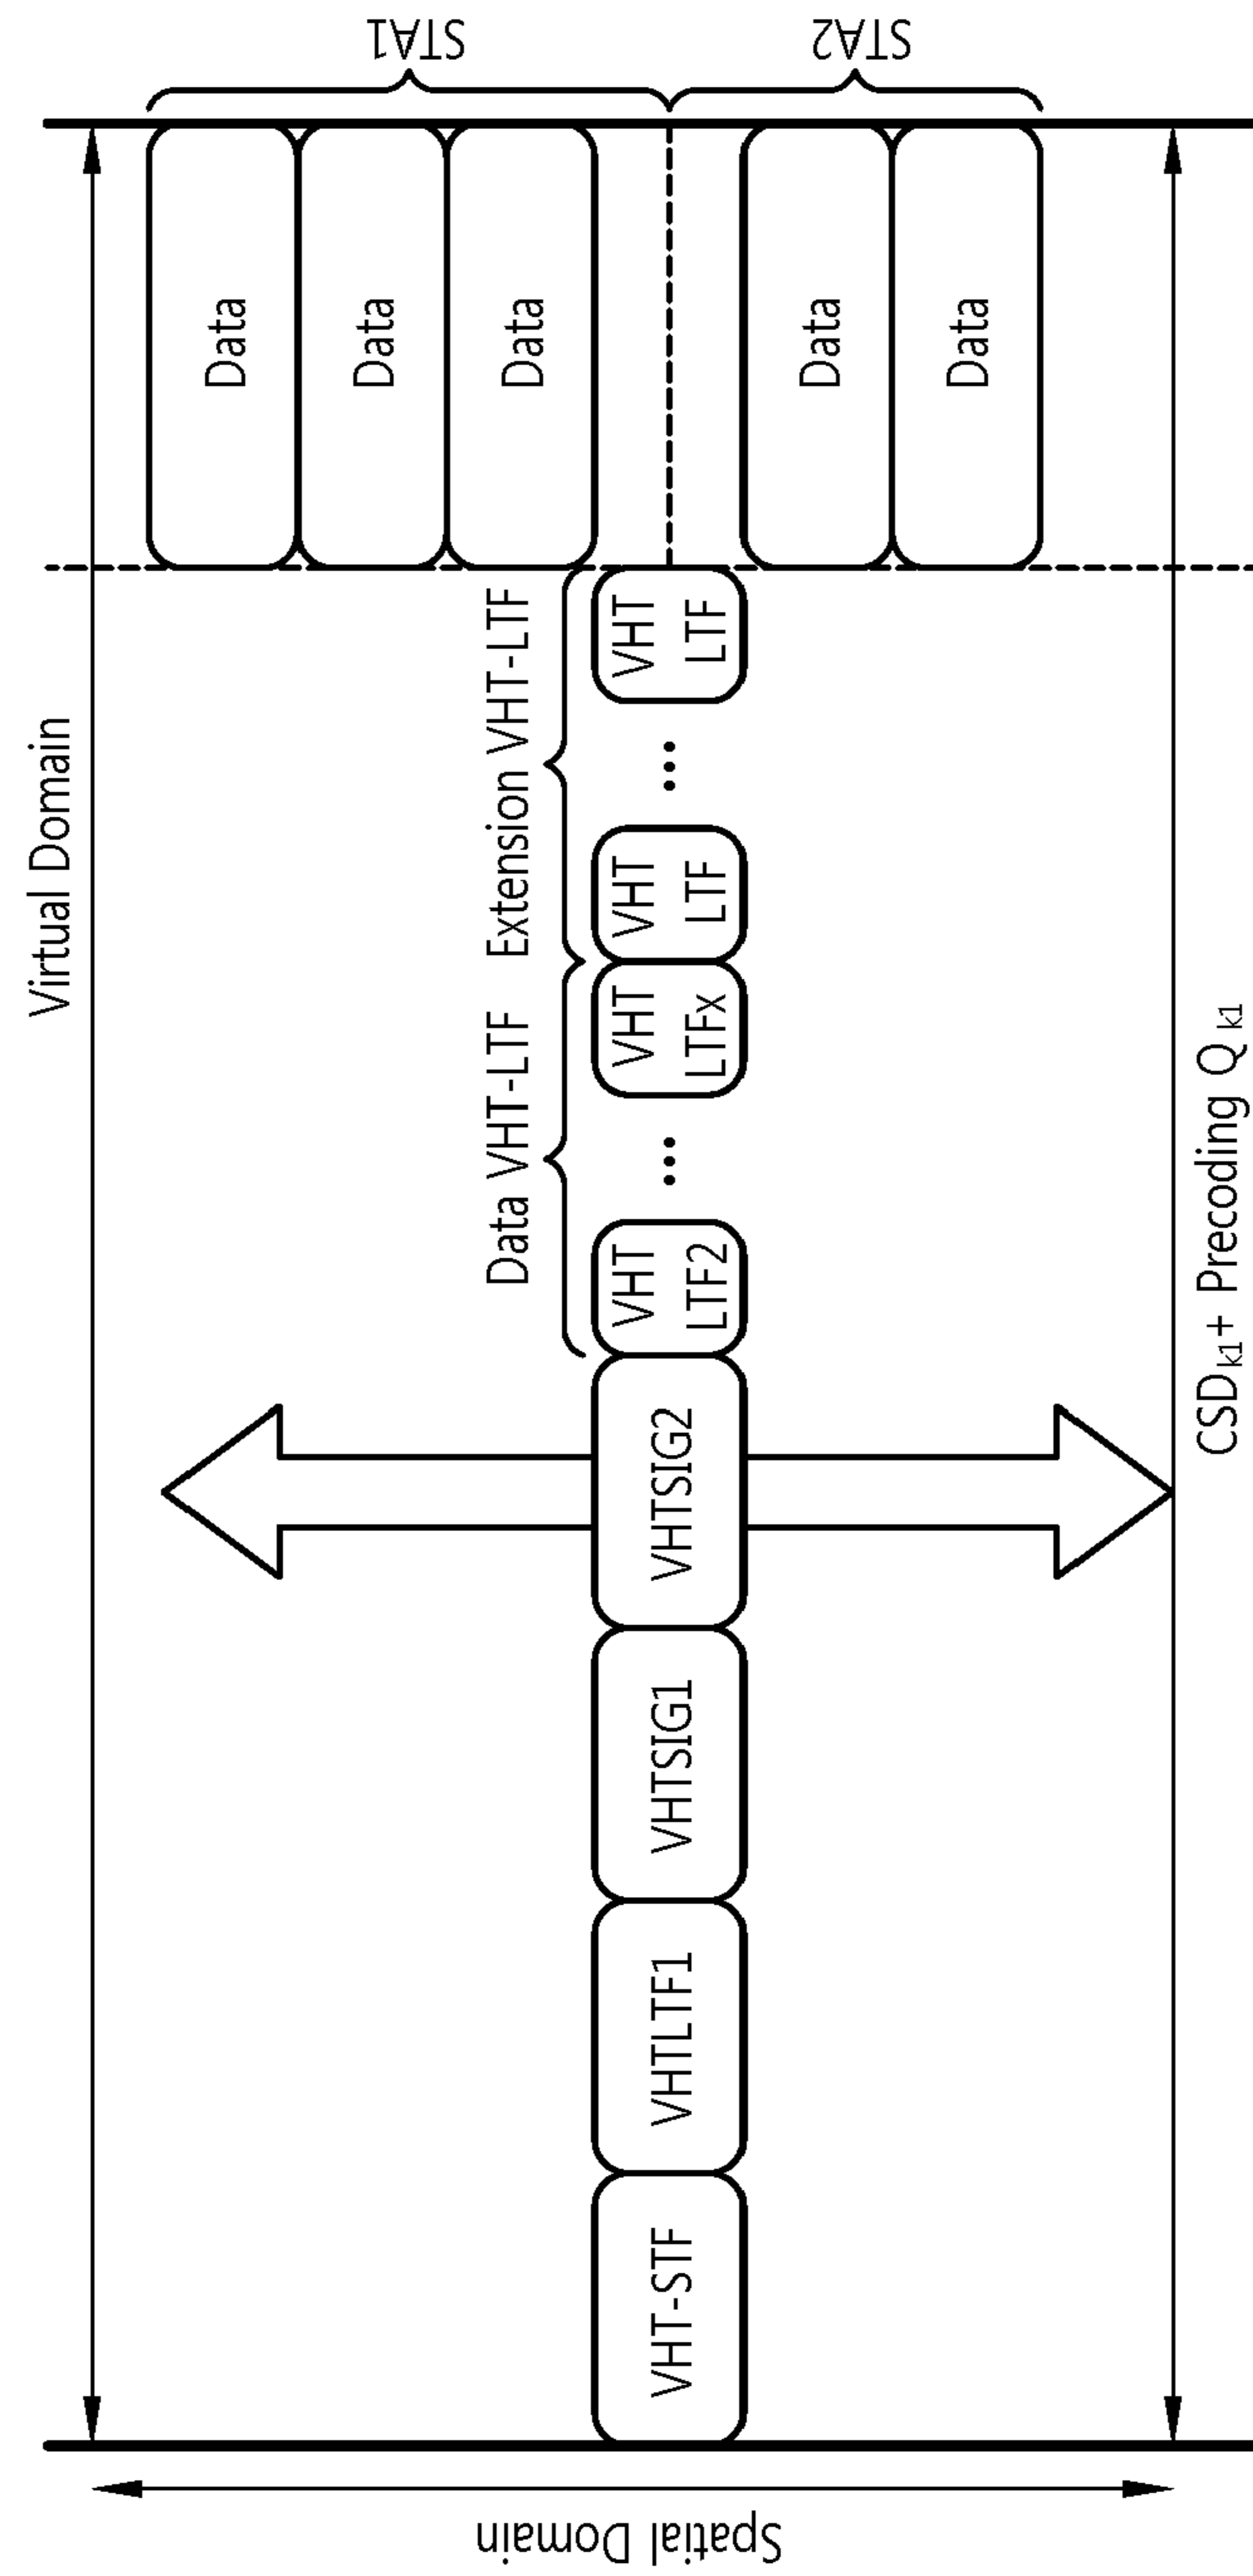 Virtual Domain
Data
Data
STA1
Data VHT-LTF
Extension VHT-LTF
Data
Spatial Domain
VHT-STF
VHTLTF1
VHTSIG1
VHTSIG2
VHT
LTF2
...
VHT
LTFx
VHT
LTF
...
VHT
LTF
Data
STA2
Data
CSDk1+ Precoding Qk1